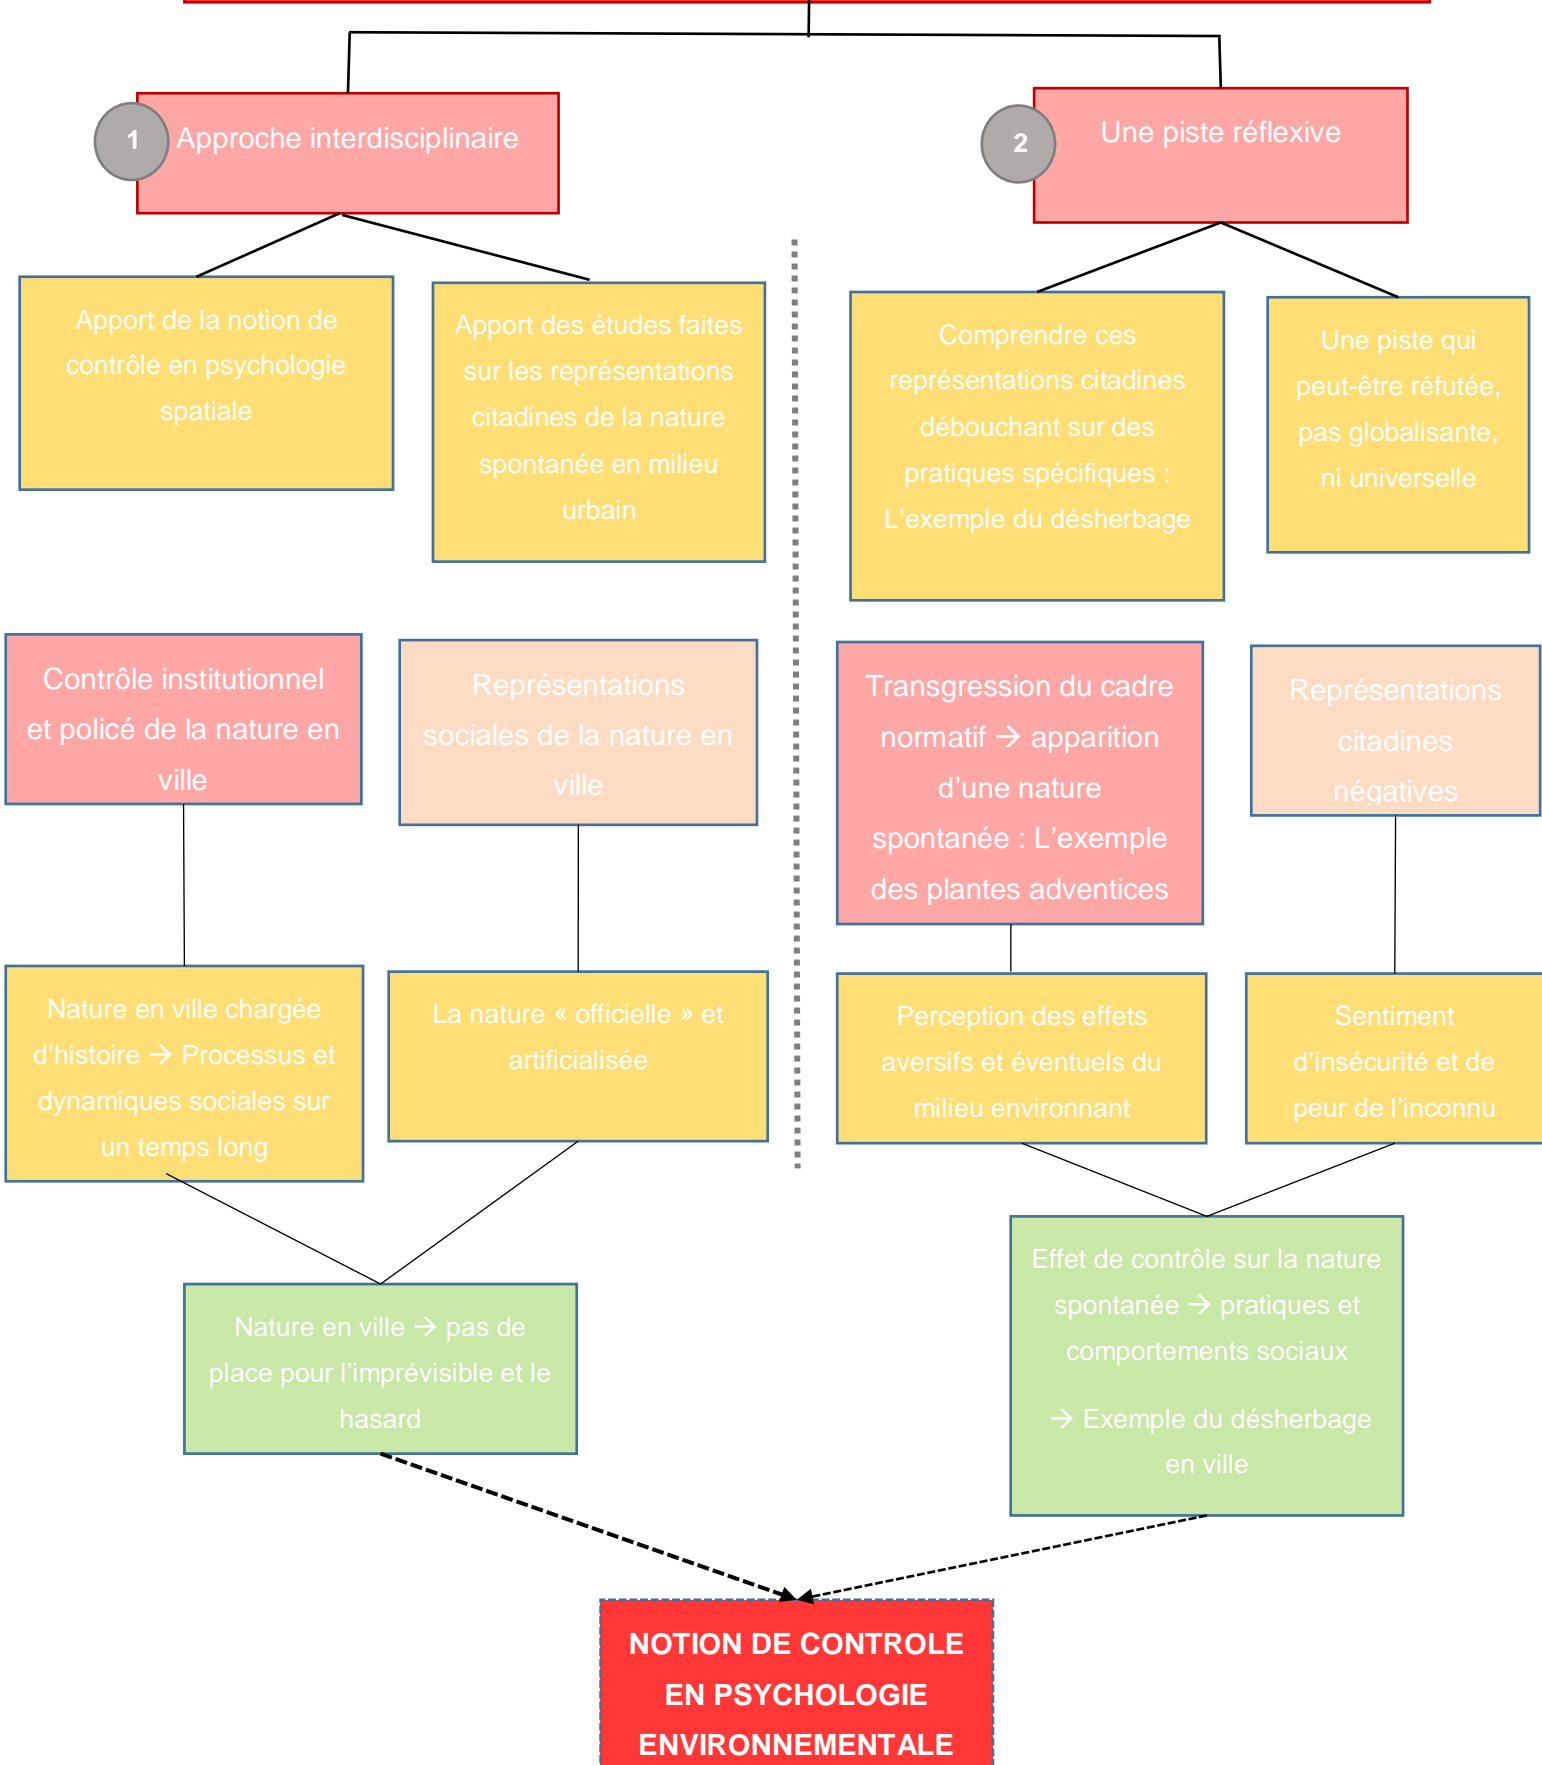 1
Approche interdisciplinaire
2
Une piste réflexive
Apport de la notion de
contrôle en psychologie
spatiale
Apport des études faites
sur les représentations
citadines de la nature
spontanée en milieu
urbain
Comprendre ces
représentations citadines
débouchant sur des
pratiques spécifiques :
L’exemple du désherbage
Une piste qui
peut-être réfutée,
pas globalisante,
ni universelle
Contrôle institutionnel
et policé de la nature en
ville
Représentations
sociales de la nature en
ville
Transgression du cadre
normatif → apparition
d’une nature
spontanée : L’exemple
des plantes adventices
Représentations
citadines
négatives
Nature en ville chargée
d’histoire → Processus et
dynamiques sociales sur
un temps long
La nature « officielle » et
artificialisée
Perception des effets
aversifs et éventuels du
milieu environnant
Sentiment
d’insécurité et de
peur de l’inconnu
Nature en ville → pas de
place pour l’imprévisible et le
hasard
Effet de contrôle sur la nature
spontanée → pratiques et
comportements sociaux
→ Exemple du désherbage
en ville
NOTION DE CONTROLE
EN PSYCHOLOGIE
ENVIRONNEMENTALE